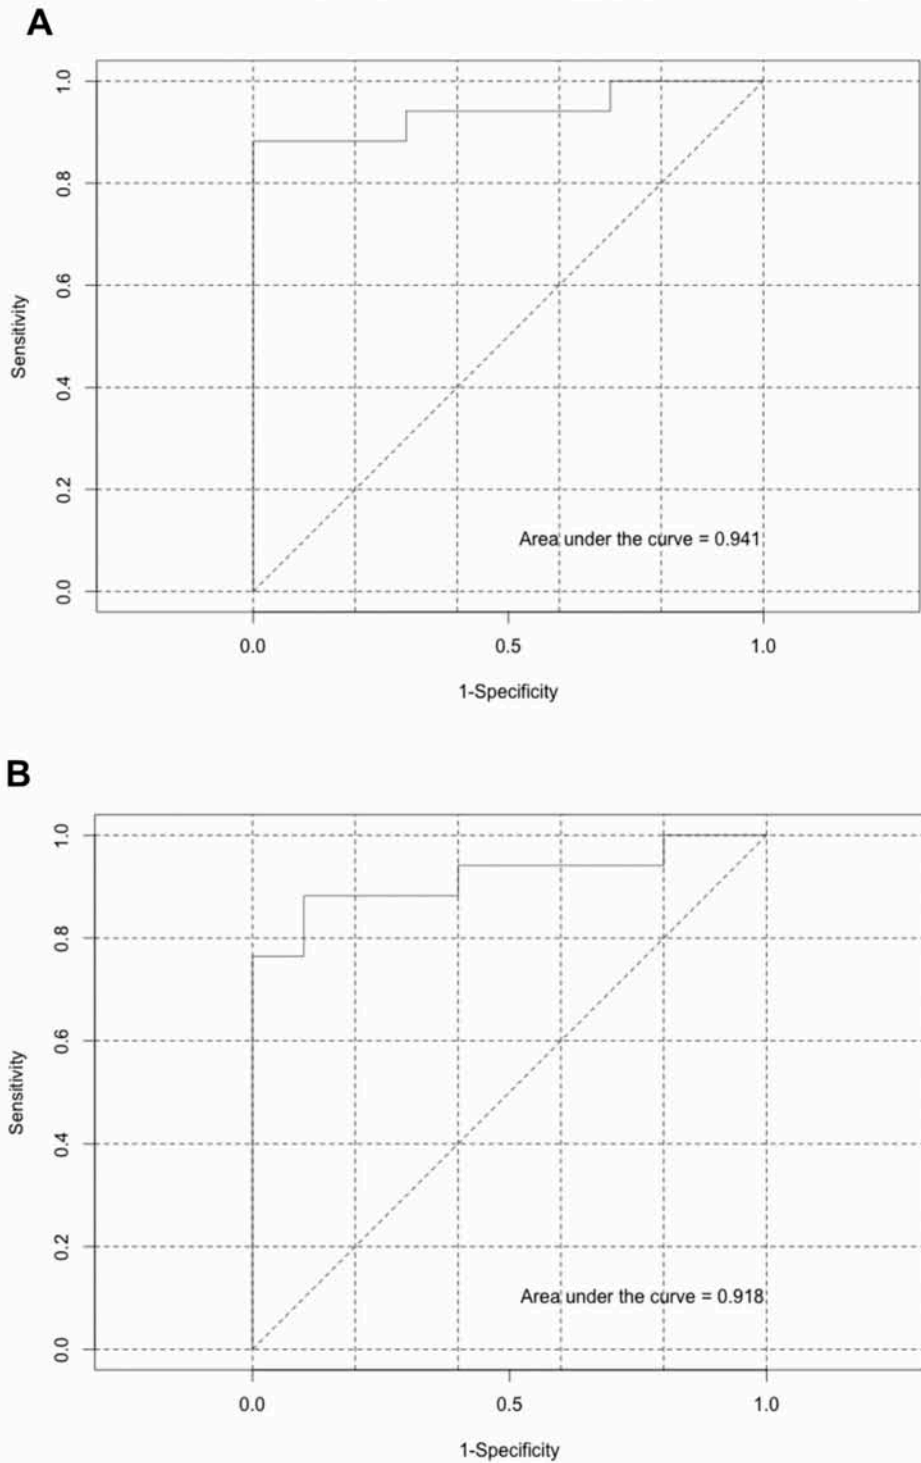 A
1.0
0.8
0.6
0.4
0.2
0.0
Sensitivity
Area under the curve = 0.941
0.0 0.5 1.0
1-Specificity
B
1.0
0.8
0.6
0.4
0.2
0.0
Sensitivity
Area under the curve = 0.918
0.0 0.5 1.0
1-Specificity